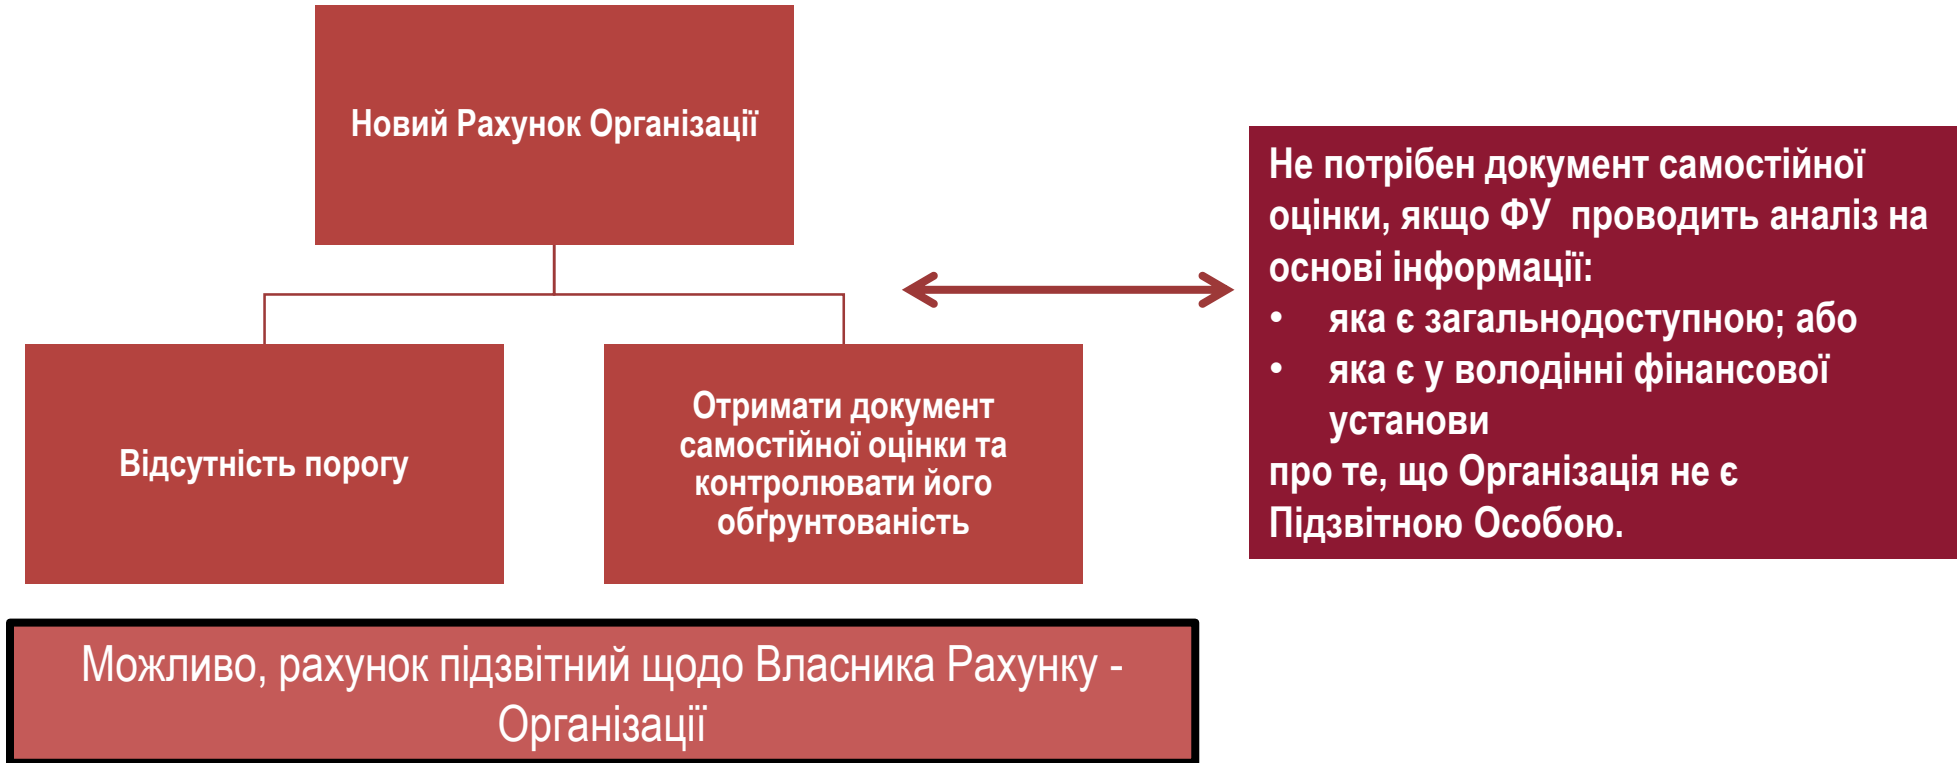 Новий Рахунок Організації
Відсутність порогу
Отримати документ
самостійної оцінки та
контролювати його
обґрунтованість
Не потрібен документ самостійної
оцінки, якщо ФУ проводить аналіз на
основі інформації:
• яка є загальнодоступною; або
• яка є у володінні фінансової
установи
про те, що Організація не є
Підзвітною Особою.
Можливо, рахунок підзвітний щодо Власника Рахунку -
Організації